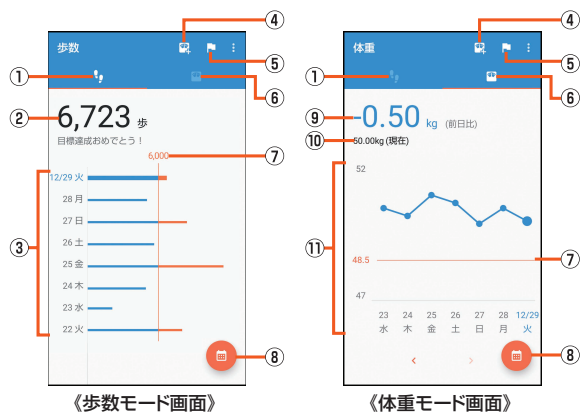 ④
④
歩数
体重
⑤
⑤
①
①
⑥
⑥
② 6,723 歩
目標達成おめでとう！
⑨ -0.50 kg (前日比)
⑩ 50.00kg(現在)
6,000 ⑦
③
12/29 火
28 月
27 日
26 土
25 金
24 木
23 水
22 火
⑧
⑪
52
48.5
⑦
47
23 24 25 26 27 28 12/29
水 木 金 土 日 月 火
‹ ›
⑧
《歩数モード画面》
《体重モード画面》